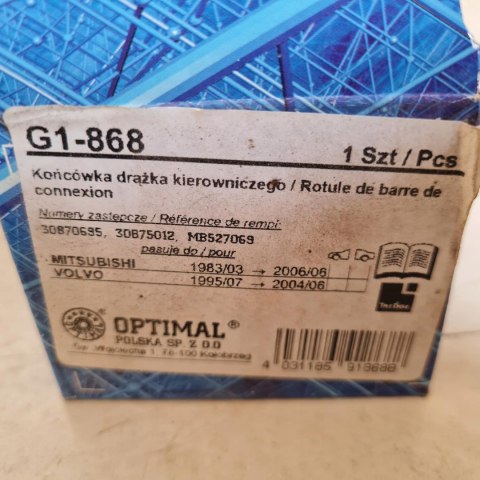 G1-868
1 Szt / Pcs
Końcówka drążka kierowniczego / Rotule de barre de
connexion
Numery zastępcze / Référence de rempl
30870695, 30875012, MB527069
pasuje do / pour
MITSUBISHI 1983/03 → 2006/06
VOLVO 1995/07 → 2004/06
TecDoc
OPTIMAL®
POLSKA SP. Z O.O